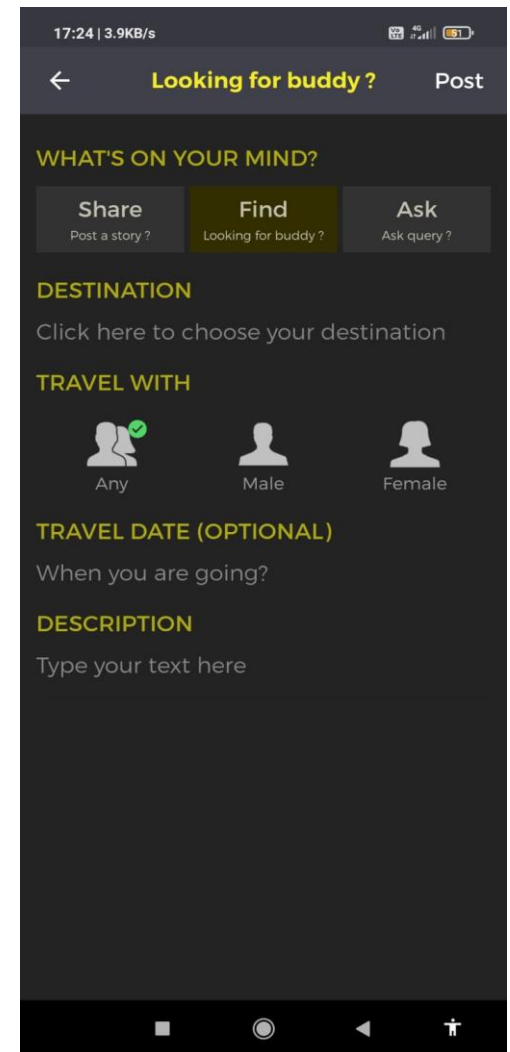 17:24 | 3.9KB/s 4G 51
Looking for buddy ? Post
WHAT'S ON YOUR MIND?
Share Find Ask
Post a story ? Looking for buddy ? Ask query ?
DESTINATION
Click here to choose your destination
TRAVEL WITH
Any Male Female
TRAVEL DATE (OPTIONAL)
When you are going?
DESCRIPTION
Type your text here